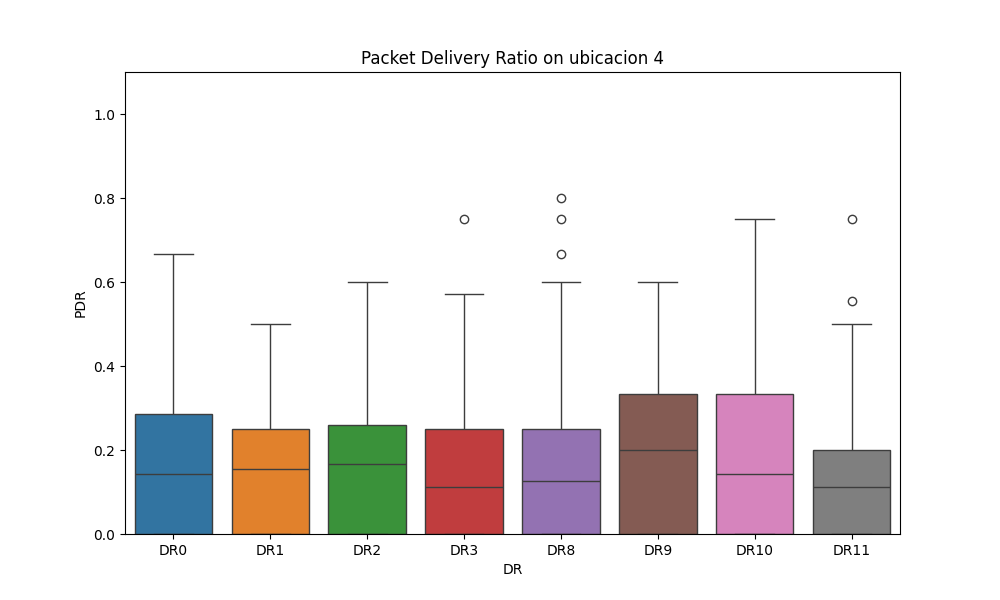 Packet Delivery Ratio on ubicacion 4
1.0
0.8
0.6
0.4
0.2
0.0
PDR
DR0 DR1 DR2 DR3 DR8 DR9 DR10 DR11
DR